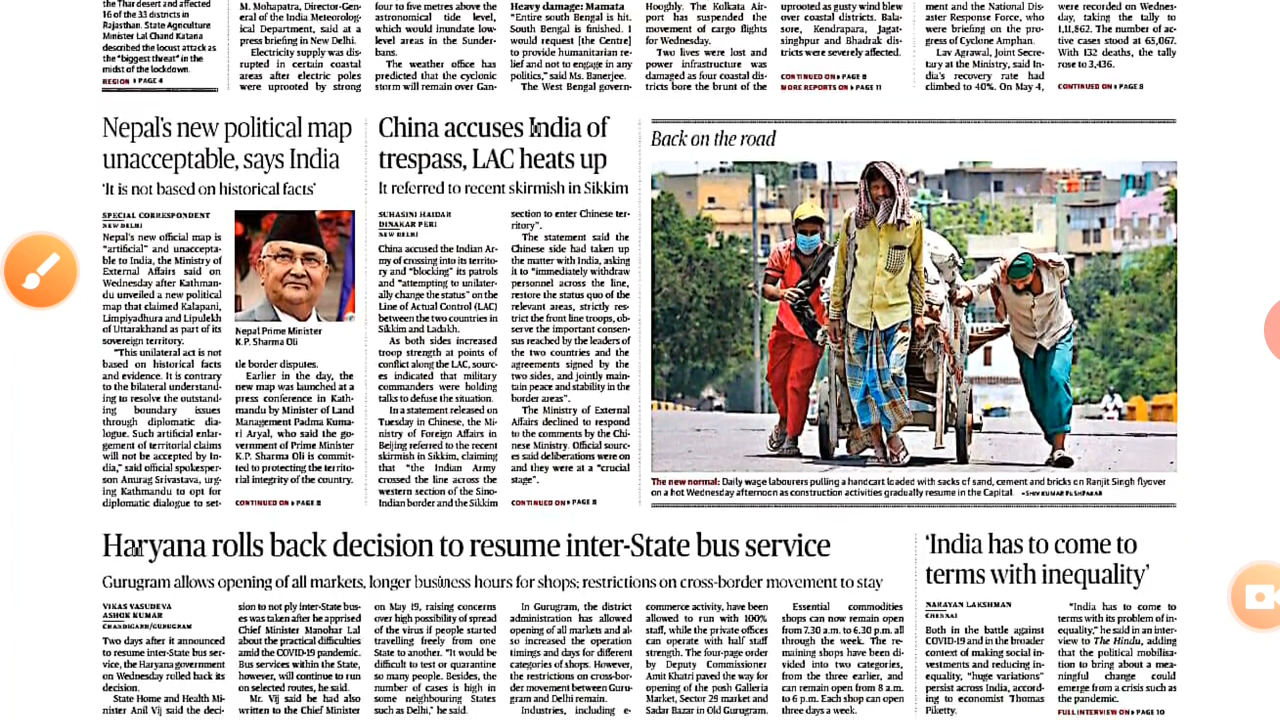 the Thar desert and affected
16 of the 33 districts in
Rajasthan. State Agriculture
Minister Lal Chand Kataria
described the locust attack as
the "biggest threat" in the
midst of the lockdown.
REGION PAGE 4
M. Mohapatra, Director-Gen-
eral of the India Meteorolog-
ical Department, said at a
press briefing in New Delhi.
Electricity supply was dis-
rupted in certain coastal
areas after electric poles
were uprooted by strong
four to five metres above the
astronomical tide level,
which would inundate low-
level areas in the Sunder-
bans.
The weather office has
predicted that the cyclonic
storm will remain over Gan-
Heavy damage: Mamata
"Entire south Bengal is hit.
South Bengal is finished. I
would request [the Centre]
to provide humanitarian re-
lief and not to engage in any
politics," said Ms. Banerjee.
The West Bengal govern-
Hooghly. The Kolkata Air-
port has suspended the
movement of cargo flights
for Wednesday.
Two lives were lost and
power infrastructure was
damaged as four coastal dis-
tricts bore the brunt of the
uprooted as gusty wind blew
over coastal districts. Bala-
sore, Kendrapara, Jagat-
singhpur and Bhadrak dis-
tricts were severely affected.
CONTINUED ON PAGE 8
MORE REPORTS ON PAGE 11
ment and the National Dis-
aster Response Force, who
were briefing on the pro-
gress of Cyclone Amphan.
Lav Agrawal, Joint Secre-
tary at the Ministry, said In-
dia's recovery rate had
climbed to 40%. On May 4,
were recorded on Wednes-
day, taking the tally to
1,11,862. The number of ac-
tive cases stood at 63,067.
With 132 deaths, the tally
rose to 3,436.
CONTINUED ON PAGE 8
Nepal's new political map
unacceptable, says India
'It is not based on historical facts'
SPECIAL CORRESPONDENT
NEW DELHI
Nepal's new official map is
"artificial" and unaccepta-
ble to India, the Ministry of
External Affairs said on
Wednesday after Kathman-
du unveiled a new political
map that claimed Kalapani,
Limpiyadhura and Lipulekh
of Uttarakhand as part of its
sovereign territory.
"This unilateral act is not
based on historical facts
and evidence. It is contrary
to the bilateral understand-
ing to resolve the outstand-
ing boundary issues
through diplomatic dia-
logue. Such artificial enlar-
gement of territorial claims
will not be accepted by In-
dia," said official spokesper-
son Anurag Srivastava, urg-
ing Kathmandu to opt for
diplomatic dialogue to set-
Nepal Prime Minister
K.P. Sharma Oli
tle border disputes.
Earlier in the day, the
new map was launched at a
press conference in Kath-
mandu by Minister of Land
Management Padma Kuma-
ri Aryal, who said the go-
vernment of Prime Minister
K.P. Sharma Oli is commit-
ted to protecting the territo-
rial integrity of the country.
CONTINUED ON PAGE 8
China accuses India of
trespass, LAC heats up
It referred to recent skirmish in Sikkim
SUHASINI HAIDAR
DINAKAR PERI
NEW DELHI
China accused the Indian Ar-
my of crossing into its territo-
ry and "blocking" its patrols
and "attempting to unilater-
ally change the status" on the
Line of Actual Control (LAC)
between the two countries in
Sikkim and Ladakh.
As both sides increased
troop strength at points of
conflict along the LAC, sourc-
es indicated that military
commanders were holding
talks to defuse the situation.
In a statement released on
Tuesday in Chinese, the Mi-
nistry of Foreign Affairs in
Beijing referred to the recent
skirmish in Sikkim, claiming
that "the Indian Army
crossed the line across the
western section of the Sino-
Indian border and the Sikkim
section to enter Chinese ter-
ritory".
The statement said the
Chinese side had taken up
the matter with India, asking
it to "immediately withdraw
personnel across the line,
restore the status quo of the
relevant areas, strictly res-
trict the front line troops, ob-
serve the important consen-
sus reached by the leaders of
the two countries and the
agreements signed by the
two sides, and jointly main-
tain peace and stability in the
border areas".
The Ministry of External
Affairs declined to respond
to the comments by the Chi-
nese Ministry. Official sourc-
es said deliberations were on
and they were at a "crucial
stage".
CONTINUED ON PAGE 8
Back on the road
The new normal: Daily wage labourers pulling a handcart loaded with sacks of sand, cement and bricks on Ranjit Singh flyover
on a hot Wednesday afternoon as construction activities gradually resume in the Capital. SHIV KUMAR PUSHPAKAR
Haryana rolls back decision to resume inter-State bus service
Gurugram allows opening of all markets, longer business hours for shops; restrictions on cross-border movement to stay
VIKAS VASUDEVA
ASHOK KUMAR
CHANDIGARH/GURUGRAM
Two days after it announced
to resume inter-State bus ser-
vice, the Haryana government
on Wednesday rolled back its
decision.
State Home and Health Mi-
nister Anil Vij said the deci-
sion to not ply inter-State bus-
es was taken after he apprised
Chief Minister Manohar Lal
about the practical difficulties
amid the COVID-19 pandemic.
Bus services within the State,
however, will continue to run
on selected routes, he said.
Mr. Vij said he had also
written to the Chief Minister
on May 19, raising concerns
over high possibility of spread
of the virus if people started
travelling freely from one
State to another. "It would be
difficult to test or quarantine
so many people. Besides, the
number of cases is high in
some neighbouring States
such as Delhi," he said.
In Gurugram, the district
administration has allowed
opening of all markets and al-
so increased the operation
timings and days for different
categories of shops. However,
the restrictions on cross-bor-
der movement between Guru-
gram and Delhi remain.
Industries, including e-
commerce activity, have been
allowed to run with 100%
staff, while the private offices
can operate with half staff
strength. The four-page order
by Deputy Commissioner
Amit Khatri paved the way for
opening of the posh Galleria
Market, Sector 29 market and
Sadar Bazar in Old Gurugram.
Essential commodities
shops can now remain open
from 7.30 a.m. to 6.30 p.m. all
through the week. The re-
maining shops have been di-
vided into two categories,
from the three earlier, and
can remain open from 8 a.m.
to 6 p.m. Each shop can open
three days a week.
'India has to come to
terms with inequality'
NARAYAN LAKSHMAN
CHENNAI
Both in the battle against
COVID-19 and in the broader
context of making social in-
vestments and reducing in-
equality, "huge variations"
persist across India, accord-
ing to economist Thomas
Piketty.
"India has to come to
terms with its problem of in-
equality," he said in an inter-
view to The Hindu, adding
that the political mobilisa-
tion to bring about a mea-
ningful change could
emerge from a crisis such as
the pandemic.
FULL INTERVIEW ON PAGE 10